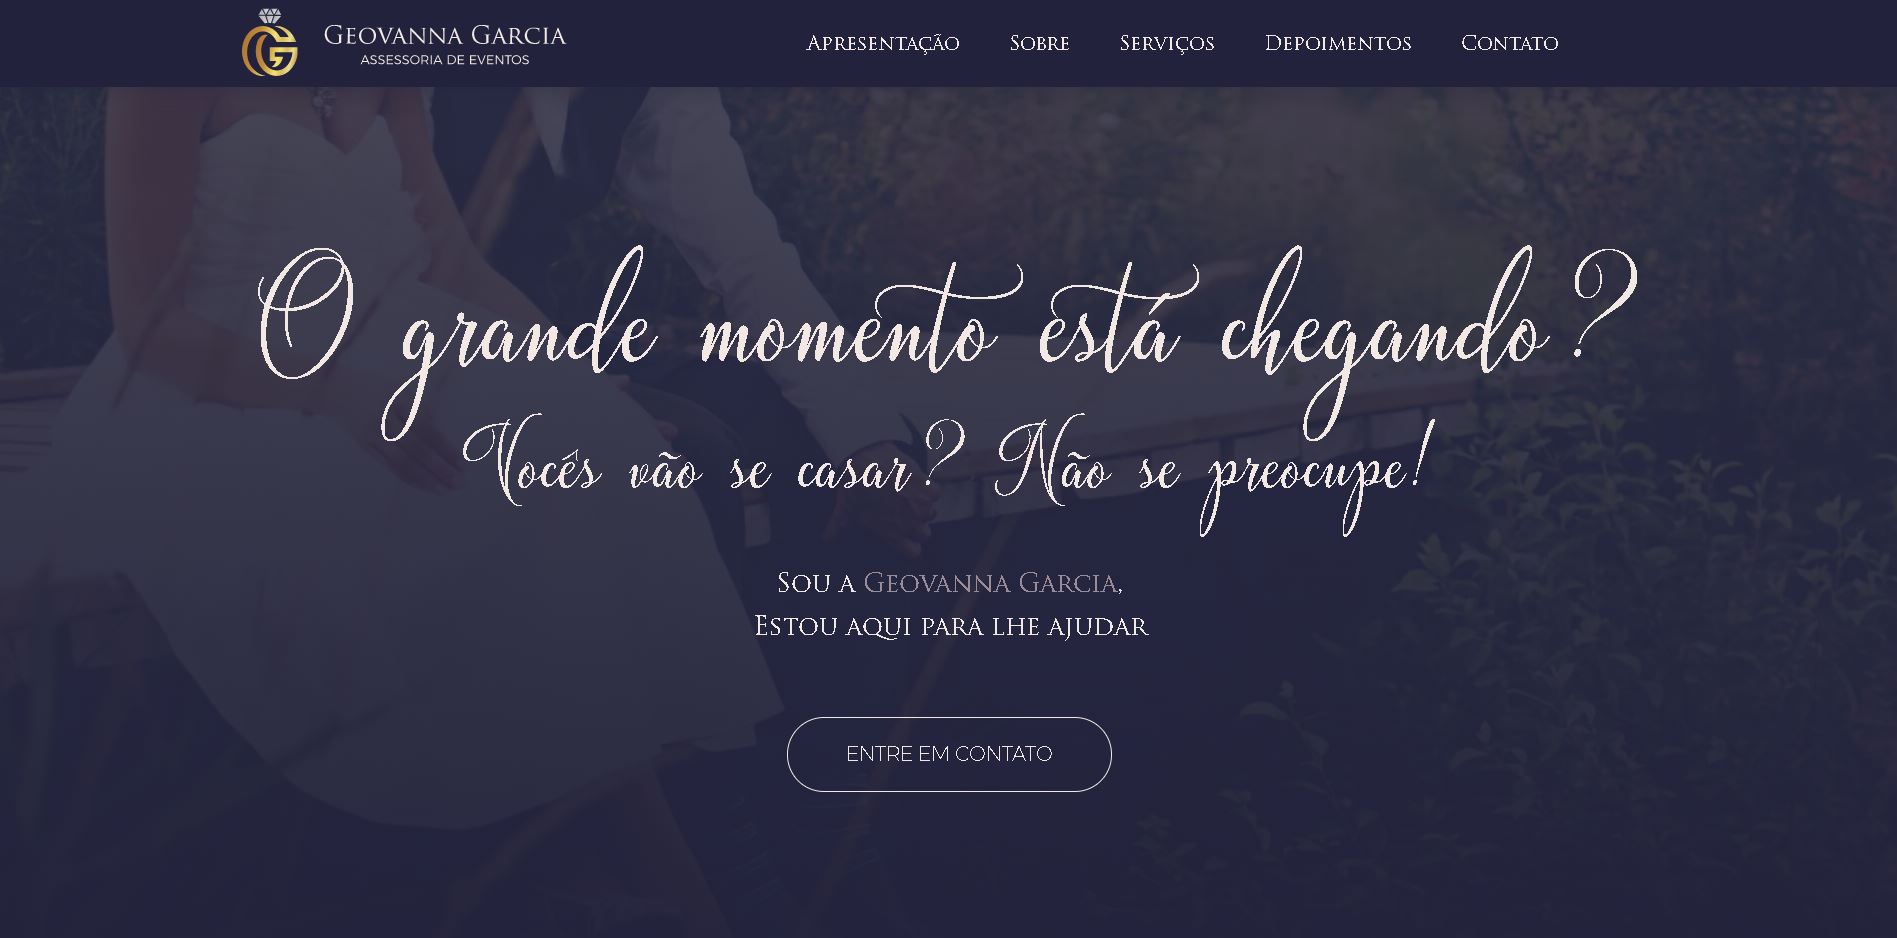 Geovanna Garcia
ASSESSORIA DE EVENTOS
Apresentação Sobre Serviços Depoimentos Contato
O grande momento está chegando?
Vocês vão se casar? Não se preocupe!
Sou a Geovanna Garcia,
Estou aqui para lhe ajudar
ENTRE EM CONTATO